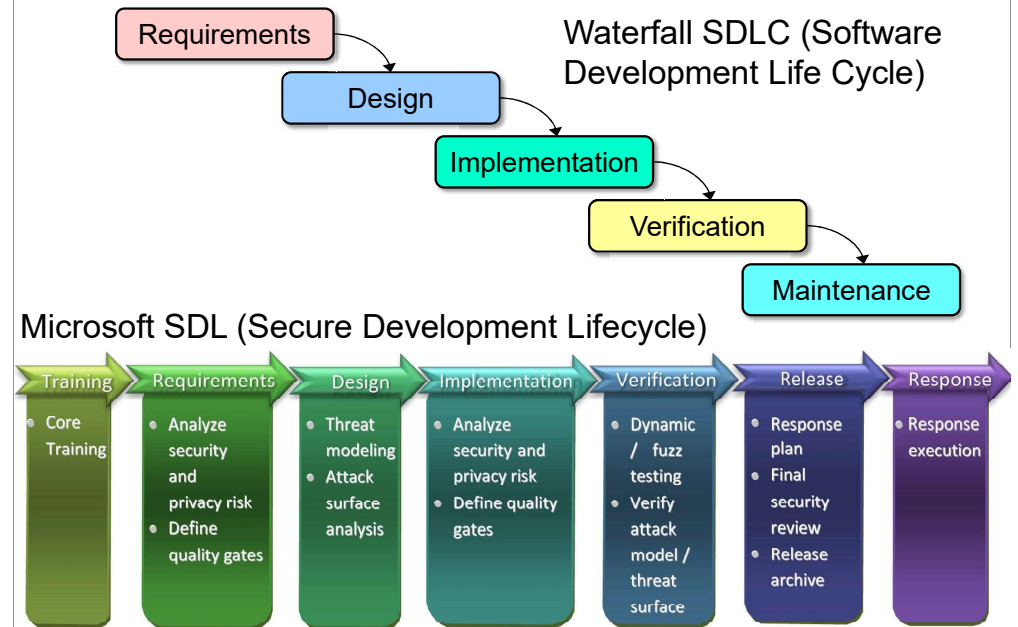 Requirements
Waterfall SDLC (Software
Development Life Cycle)
Design
Implementation
Verification
Maintenance
Microsoft SDL (Secure Development Lifecycle)
Training
Core
Training
Requirements
Analyze
security
and
privacy risk
Define
quality gates
Design
Threat
modeling
Attack
surface
analysis
Implementation
Analyze
security and
privacy risk
Define quality
gates
Verification
Dynamic
/ fuzz
testing
Verify
attack
model /
threat
surface
Release
Response
plan
Final
security
review
Release
archive
Response
Response
execution